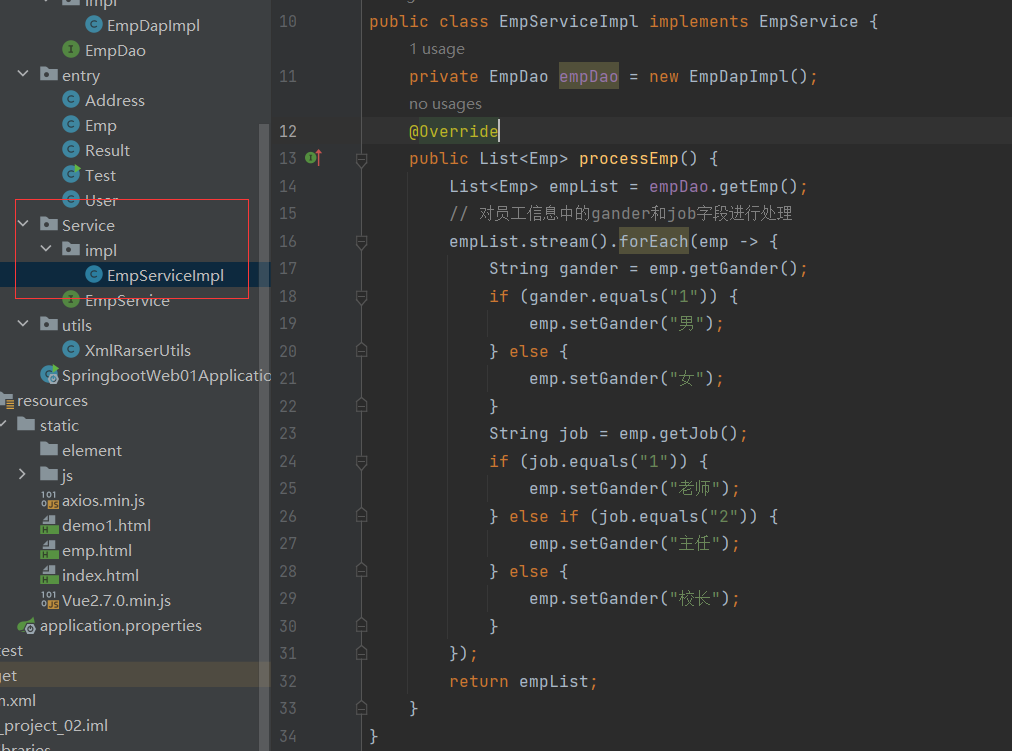 impl
EmpDapImpl
EmpDao
entry
Address
Emp
Result
Test
User
Service
impl
EmpServiceImpl
EmpService
utils
XmlRarserUtils
SpringbootWeb01Applicatio
resources
static
element
js
axios.min.js
demo1.html
emp.html
index.html
Vue2.7.0.min.js
application.properties
est
get
n.xml
_project_02.iml
ibraries
10 public class EmpServiceImpl implements EmpService {
1 usage
11 private EmpDao empDao = new EmpDapImpl();
no usages
12 @Override
13 public List<Emp> processEmp() {
14 List<Emp> empList = empDao.getEmp();
15 // 对员工信息中的gander和job字段进行处理
16 empList.stream().forEach(emp -> {
17 String gander = emp.getGander();
18 if (gander.equals("1")) {
19 emp.setGander("男");
20 } else {
21 emp.setGander("女");
22 }
23 String job = emp.getJob();
24 if (job.equals("1")) {
25 emp.setGander("老师");
26 } else if (job.equals("2")) {
27 emp.setGander("主任");
28 } else {
29 emp.setGander("校长");
30 }
31 });
32 return empList;
33 }
34 }